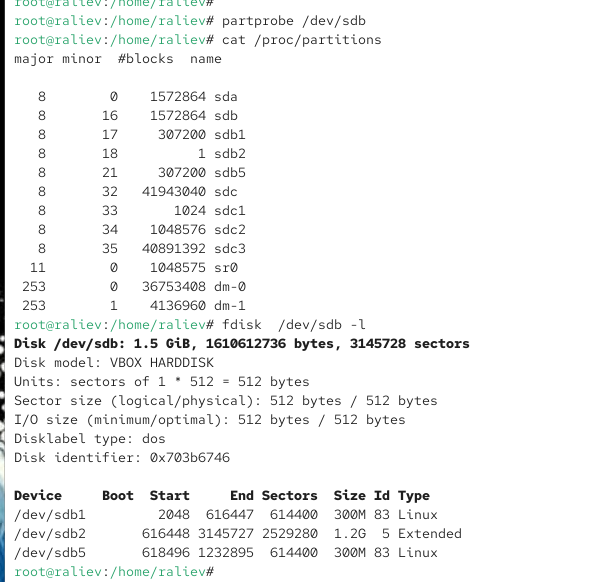 root@raliev:/home/raliev#
root@raliev:/home/raliev# partprobe /dev/sdb
root@raliev:/home/raliev# cat /proc/partitions
major minor  #blocks  name

   8        0    1572864 sda
   8       16    1572864 sdb
   8       17     307200 sdb1
   8       18          1 sdb2
   8       21     307200 sdb5
   8       32   41943040 sdc
   8       33       1024 sdc1
   8       34    1048576 sdc2
   8       35   40891392 sdc3
  11        0    1048575 sr0
 253        0   36753408 dm-0
 253        1    4136960 dm-1
root@raliev:/home/raliev# fdisk  /dev/sdb -l
Disk /dev/sdb: 1.5 GiB, 1610612736 bytes, 3145728 sectors
Disk model: VBOX HARDDISK
Units: sectors of 1 * 512 = 512 bytes
Sector size (logical/physical): 512 bytes / 512 bytes
I/O size (minimum/optimal): 512 bytes / 512 bytes
Disklabel type: dos
Disk identifier: 0x703b6746

Device     Boot  Start     End Sectors  Size Id Type
/dev/sdb1         2048  616447  614400  300M 83 Linux
/dev/sdb2       616448 3145727 2529280  1.2G  5 Extended
/dev/sdb5       618496 1232895  614400  300M 83 Linux
root@raliev:/home/raliev#